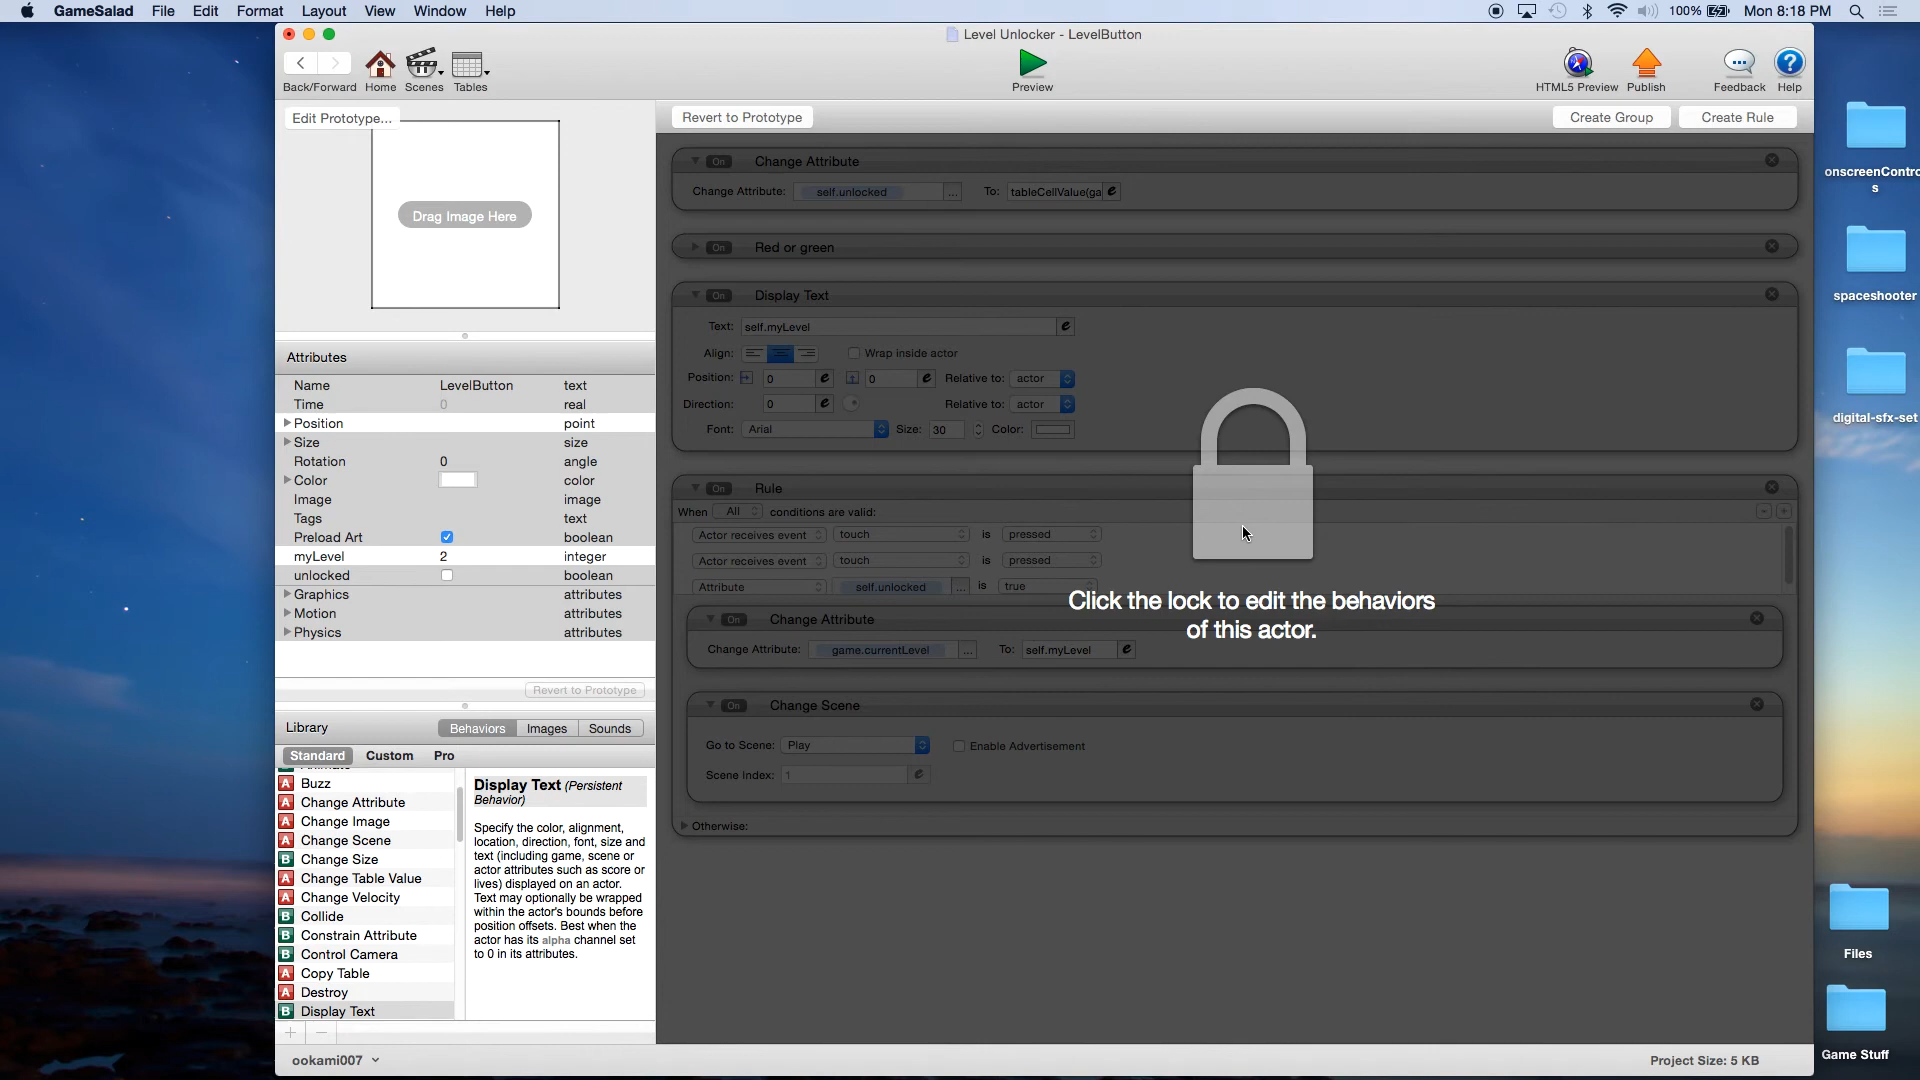 GameSalad File Edit Format Layout View Window Help
100% Mon 8:18 PM
Level Unlocker - LevelButton
Back/Forward Home Scenes Tables Preview HTML5 Preview Publish Feedback Help
Edit Prototype...
Drag Image Here
Attributes
Name LevelButton text
Time 0 real
Position point
Size size
Rotation 0 angle
Color color
Image image
Tags text
Preload Art boolean
myLevel 2 integer
unlocked boolean
Graphics attributes
Motion attributes
Physics attributes
Revert to Prototype
Library Behaviors Images Sounds
Standard Custom Pro
Buzz
Change Attribute
Change Image
Change Scene
Change Size
Change Table Value
Change Velocity
Collide
Constrain Attribute
Control Camera
Copy Table
Destroy
Display Text
Display Text (Persistent
Behavior)
Specify the color, alignment,
location, direction, font, size and
text (including game, scene or
actor attributes such as score or
lives) displayed on an actor.
Text may optionally be wrapped
within the actor's bounds before
position offsets. Best when the
actor has its alpha channel set
to 0 in its attributes.
ookami007
Revert to Prototype Create Group Create Rule
On Change Attribute
Change Attribute: self.unlocked ... To: tableCellValue(ga e
On Red or green
On Display Text
Text: self.myLevel e
Align: Wrap inside actor
Position: 0 e 0 e Relative to: actor
Direction: 0 e Relative to: actor
Font: Arial Size: 30 Color:
On Rule
When All conditions are valid:
Actor receives event touch is pressed
Actor receives event touch is pressed
Attribute self.unlocked ... is true
Click the lock to edit the behaviors
of this actor.
On Change Attribute
Change Attribute: game.currentLevel ... To: self.myLevel e
On Change Scene
Go to Scene: Play Enable Advertisement
Scene Index: 1 e
Otherwise:
Project Size: 5 KB
onscreenContro
s
spaceshooter
digital-sfx-set
Files
Game Stuff